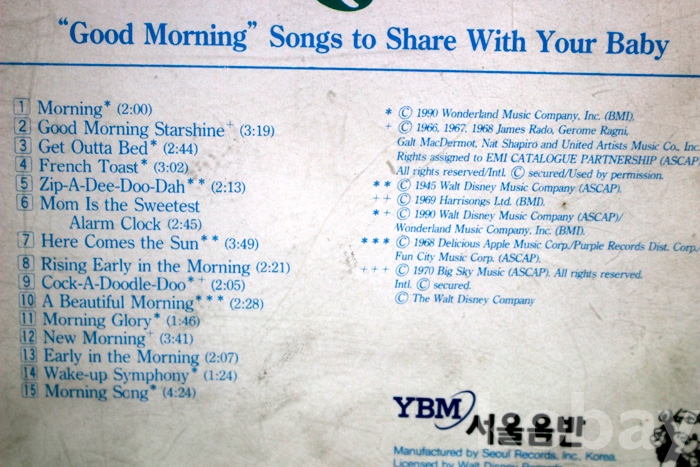 "Good Morning" Songs to Share With Your Baby
1 Morning* (2:00)
2 Good Morning Starshine+ (3:19)
3 Get Outta Bed* (2:44)
4 French Toast* (3:02)
5 Zip-A-Dee-Doo-Dah** (2:13)
6 Mom Is the Sweetest
Alarm Clock (2:45)
7 Here Comes the Sun** (3:49)
8 Rising Early in the Morning (2:21)
9 Cock-A-Doodle-Doo*+ (2:05)
10 A Beautiful Morning*** (2:28)
11 Morning Glory* (1:46)
12 New Morning+ (3:41)
13 Early in the Morning (2:07)
14 Wake-up Symphony* (1:24)
15 Morning Song* (4:24)
* © 1990 Wonderland Music Company, Inc. (BMI).
+ © 1966, 1967, 1968 James Rado, Gerome Ragni,
Galt MacDermot, Nat Shapiro and United Artists Music Co., Inc.
Rights assigned to EMI CATALOGUE PARTNERSHIP (ASCAP)
All rights reserved/Intl. © secured/Used by permission.
** © 1945 Walt Disney Music Company (ASCAP).
++ © 1969 Harrisongs Ltd. (BMI).
*+ © 1990 Walt Disney Music Company (ASCAP)/
Wonderland Music Company, Inc. (BMI).
*** © 1968 Delicious Apple Music Corp./Purple Records Dist. Corp./
Fun City Music Corp. (ASCAP).
+++ © 1970 Big Sky Music (ASCAP). All rights reserved.
Intl. © secured.
© The Walt Disney Company
YBM 서울음반
Manufactured by Seoul Records, Inc., Korea.
Licensed by Walt Disney Records
ebay